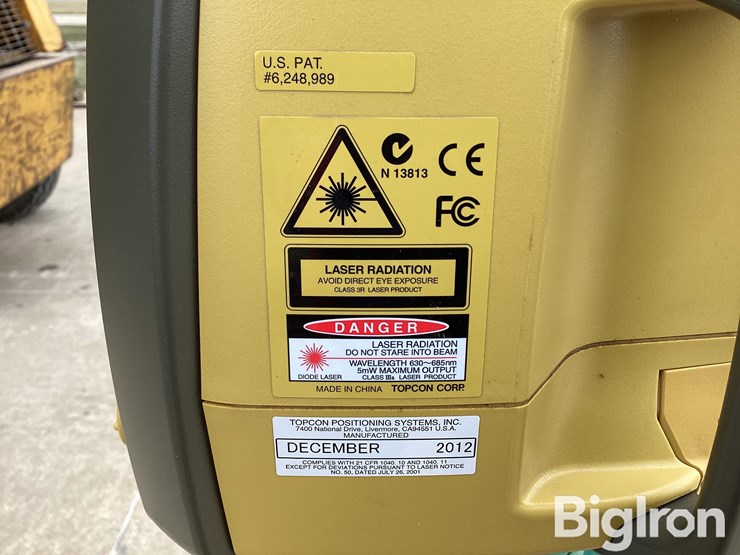 U.S. PAT.
#6,248,989
N 13813
CE
FC
LASER RADIATION
AVOID DIRECT EYE EXPOSURE
CLASS 3R LASER PRODUCT
DANGER
LASER RADIATION
DO NOT STARE INTO BEAM
WAVELENGTH 630~685nm
5mW MAXIMUM OUTPUT
DIODE LASER
CLASS IIIa LASER PRODUCT
MADE IN CHINA TOPCON CORP.
TOPCON POSITIONING SYSTEMS, INC.
7400 National Drive, Livermore, CA94551 U.S.A.
MANUFACTURED
DECEMBER 2012
COMPLIES WITH 21 CFR 1040, 10 AND 1040, 11
EXCEPT FOR DEVIATIONS PURSUANT TO LASER NOTICE
NO. 50, DATED JULY 26, 2001
BigIron